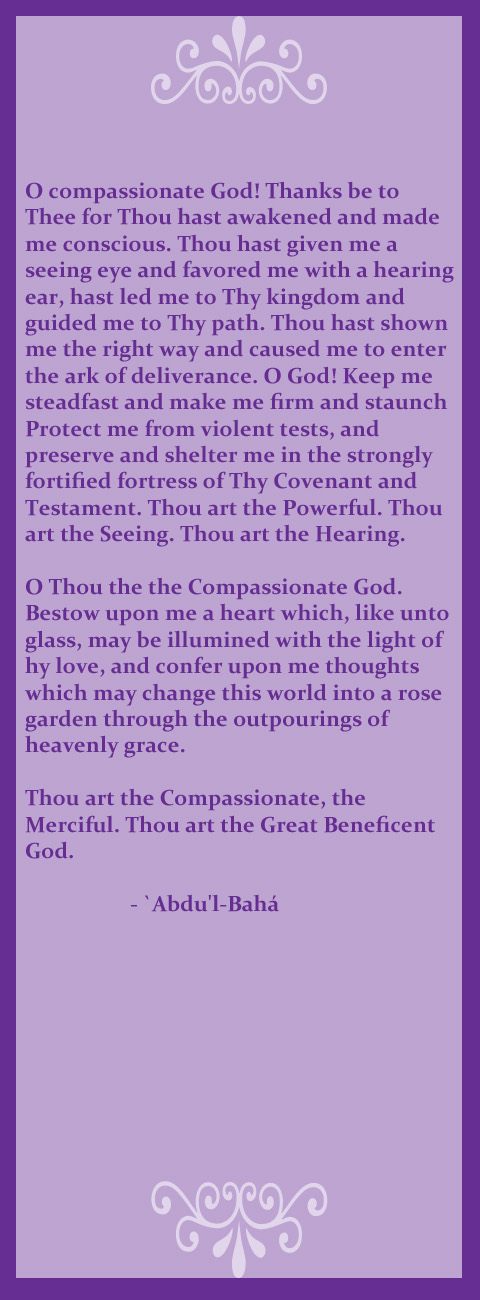 O compassionate God! Thanks be to
Thee for Thou hast awakened and made
me conscious. Thou hast given me a
seeing eye and favored me with a hearing
ear, hast led me to Thy kingdom and
guided me to Thy path. Thou hast shown
me the right way and caused me to enter
the ark of deliverance. O God! Keep me
steadfast and make me firm and staunch
Protect me from violent tests, and
preserve and shelter me in the strongly
fortified fortress of Thy Covenant and
Testament. Thou art the Powerful. Thou
art the Seeing. Thou art the Hearing.
O Thou the the Compassionate God.
Bestow upon me a heart which, like unto
glass, may be illumined with the light of
hy love, and confer upon me thoughts
which may change this world into a rose
garden through the outpourings of
heavenly grace.
Thou art the Compassionate, the
Merciful. Thou art the Great Beneficent
God.
- `Abdu'l-Bahá